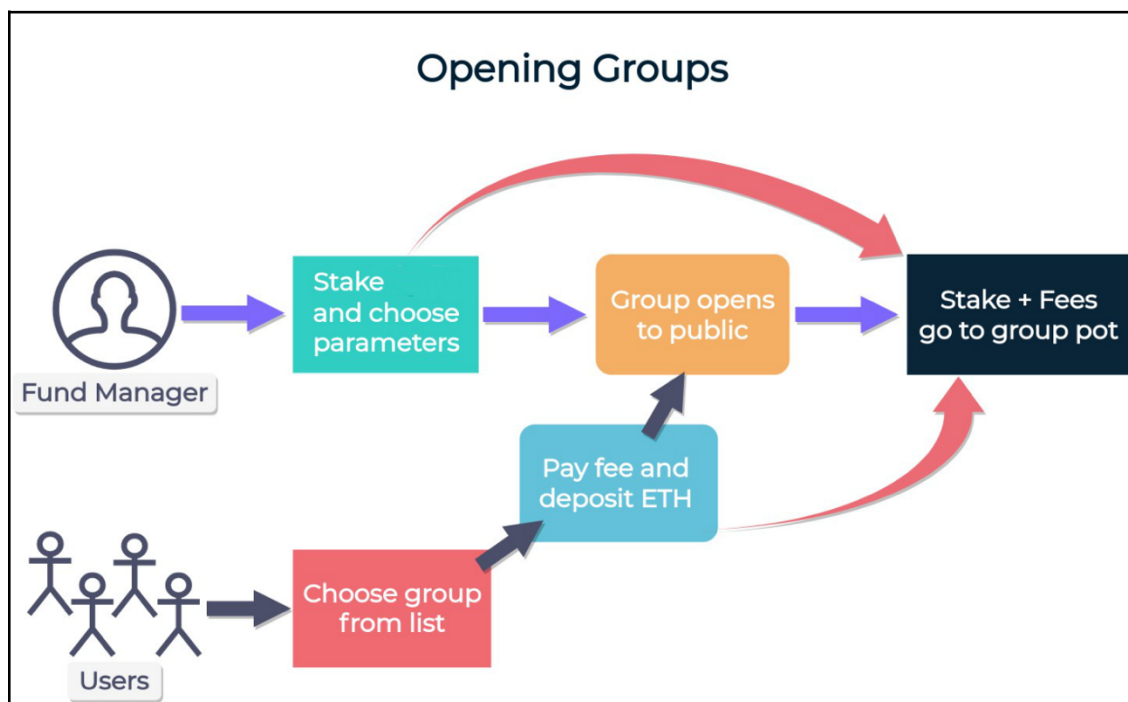 Opening Groups
Stake
and choose
parameters
Group opens
to public
Stake + Fees
go to group pot
Fund Manager
Pay fee and
deposit ETH
Choose group
from list
Users